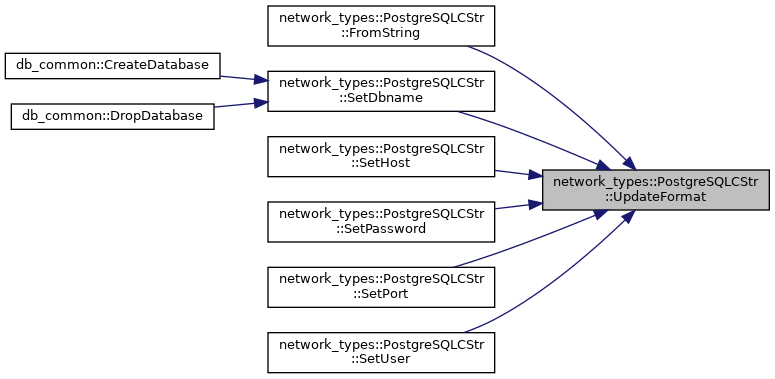 network_types::PostgreSQLCStr
::FromString
db_common::CreateDatabase
network_types::PostgreSQLCStr
::SetDbname
db_common::DropDatabase
network_types::PostgreSQLCStr
::SetHost
network_types::PostgreSQLCStr
::UpdateFormat
network_types::PostgreSQLCStr
::SetPassword
network_types::PostgreSQLCStr
::SetPort
network_types::PostgreSQLCStr
::SetUser